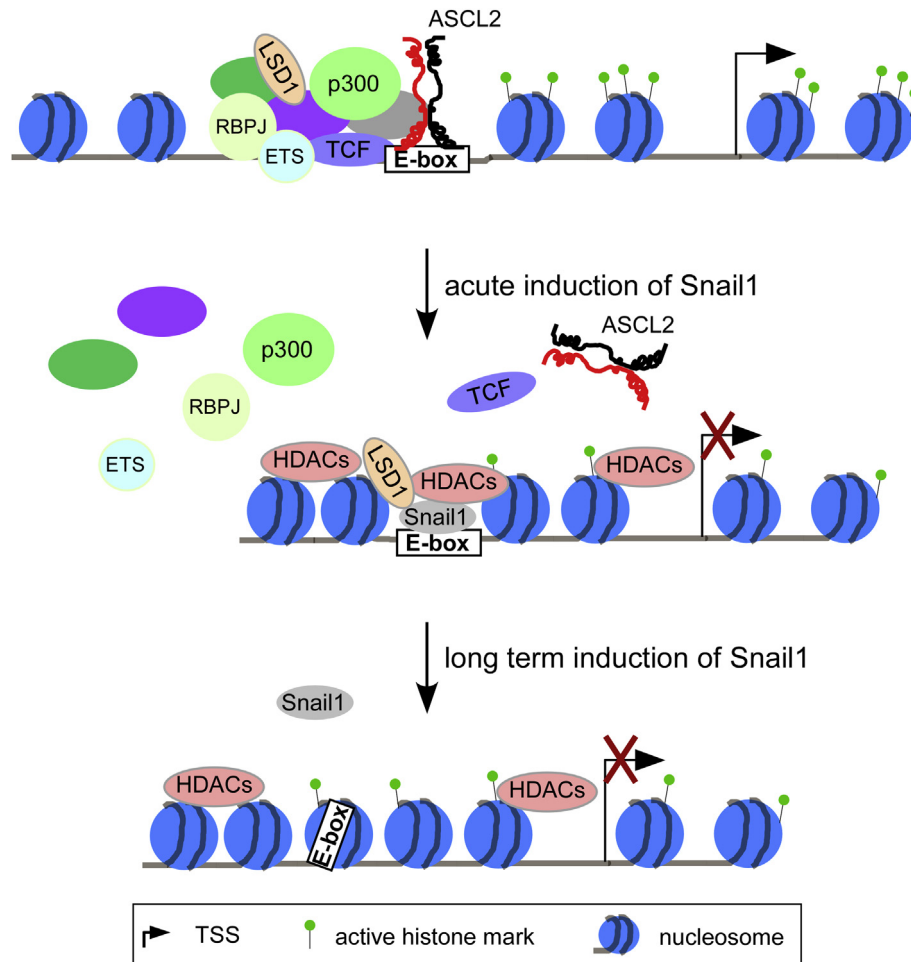 ASCL2
LSD1
p300
RBPJ
ETS
TCF
E-box
acute induction of Snail1
ASCL2
p300
TCF
RBPJ
ETS
HDACs
LSD1
HDACs
HDACs
Snail1
E-box
long term induction of Snail1
Snail1
HDACs
HDACs
E-box
TSS
active histone mark
nucleosome